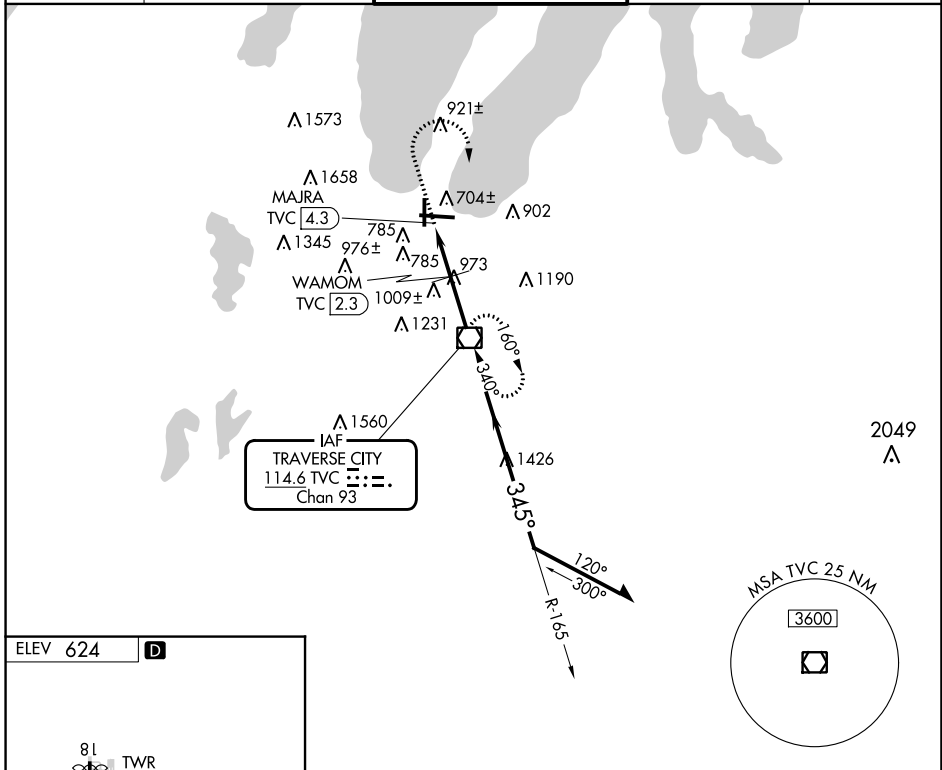 921±
1573
1658
MAJRA
704±
TVC 4.3
902
785
1345
976±
785
973
WAMOM
1190
TVC 2.3
1009±
1231
160°
340°
1560
IAF
TRAVERSE CITY
114.6 TVC
Chan 93
2049
1426
345°
120°
300°
R-165
MSA TVC 25 NM
3600
ELEV 624 D
18
TWR